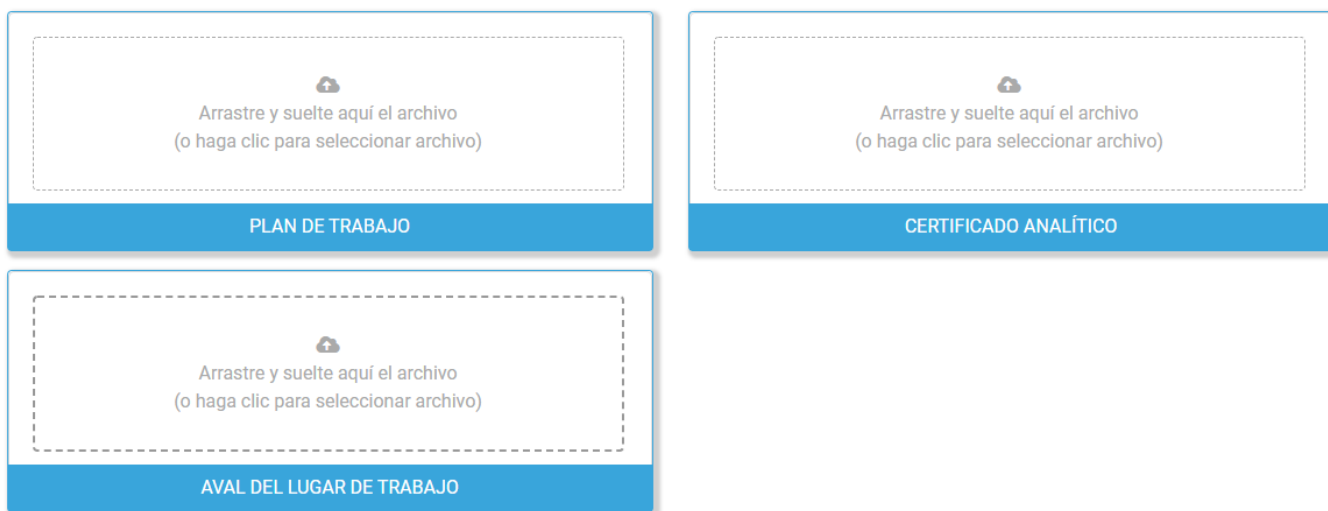 Arrastre y suelte aquí el archivo
(o haga clic para seleccionar archivo)
PLAN DE TRABAJO
Arrastre y suelte aquí el archivo
(o haga clic para seleccionar archivo)
CERTIFICADO ANALÍTICO
Arrastre y suelte aquí el archivo
(o haga clic para seleccionar archivo)
AVAL DEL LUGAR DE TRABAJO